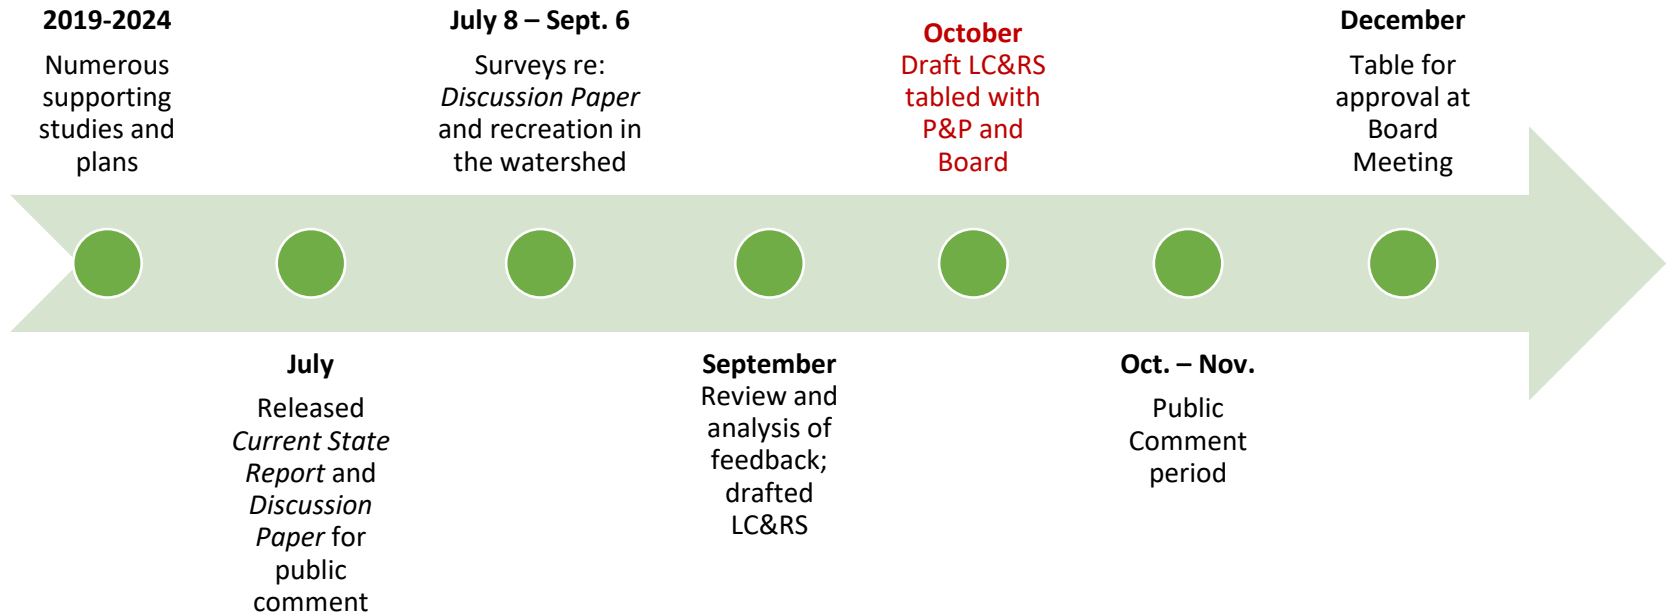 2019-2024
Numerous
supporting
studies and
plans
July
Released
Current State
Report and
Discussion
Paper for
public
comment
July 8 – Sept. 6
Surveys re:
Discussion Paper
and recreation in
the watershed
September
Review and
analysis of
feedback;
drafted
LC&RS
October
Draft LC&RS
tabled with
P&P and
Board
Oct. – Nov.
Public
Comment
period
December
Table for
approval at
Board
Meeting